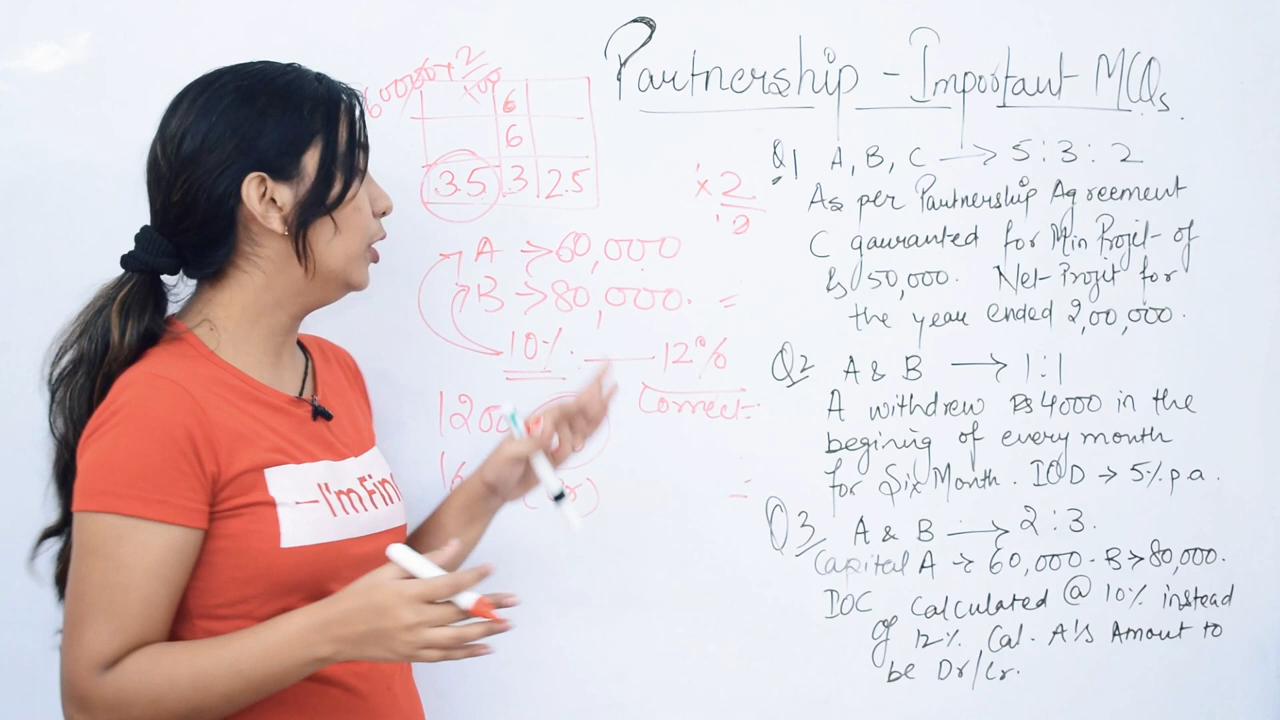 Partnership - Important MCQs
Q1 A, B, C → 5 : 3 : 2
As per Partnership Agreement
C gauranted for Min Profit of
Rs 50,000. Net Profit for
the year ended 2,00,000.
Q2 A & B → 1:1
A withdrew Rs 4000 in the
begining of every month
for Six Month. IOD → 5% p.a.
Q3 A & B → 2 : 3.
Capital A → 60,000. B → 80,000.
IOC Calculated @ 10% instead
of 12%. Cal. A's Amount to
be Dr/Cr.
6
6
3.5 3 2.5
× 2
A → 60,000
B → 80,000. =
10%. — 12%
Correct
1200
16
=
-I'mFin